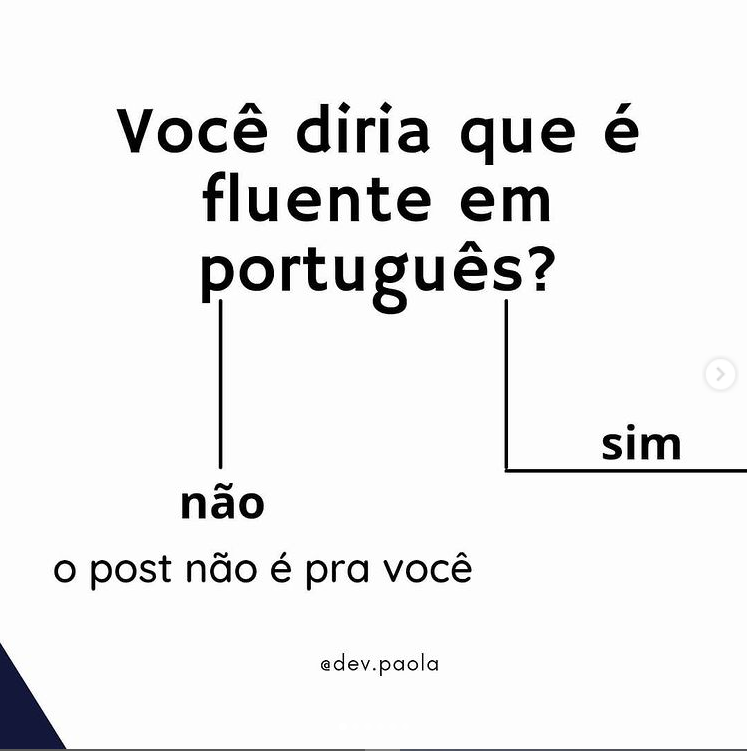 Você diria que é
fluente em
português?
sim
não
o post não é pra você
@dev.paola